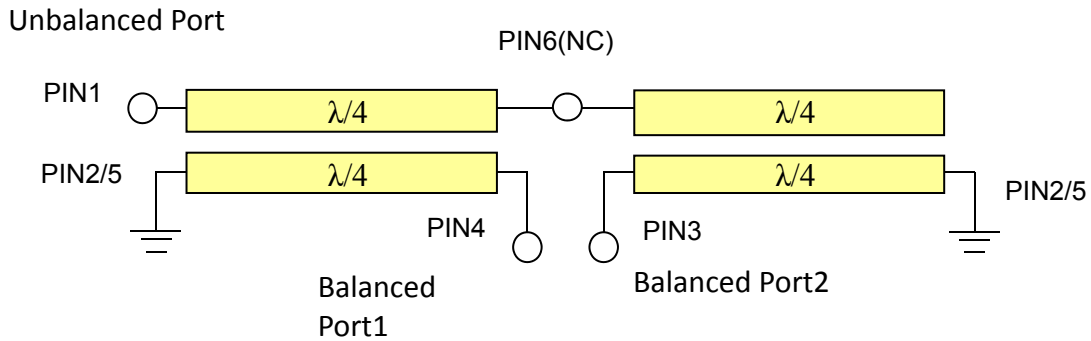 Unbalanced Port
PIN6(NC)
PIN1
λ/4
λ/4
PIN2/5
λ/4
λ/4
PIN2/5
PIN4
PIN3
Balanced
Port1
Balanced Port2